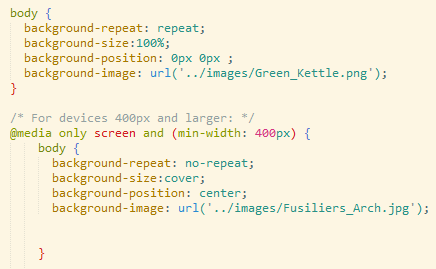 body {
background-repeat: repeat;
background-size:100%;
background-position: 0px 0px ;
background-image: url('../images/Green_Kettle.png');
}
/* For devices 400px and larger: */
@media only screen and (min-width: 400px) {
body {
background-repeat: no-repeat;
background-size:cover;
background-position: center;
background-image: url('../images/Fusiliers_Arch.jpg');
}